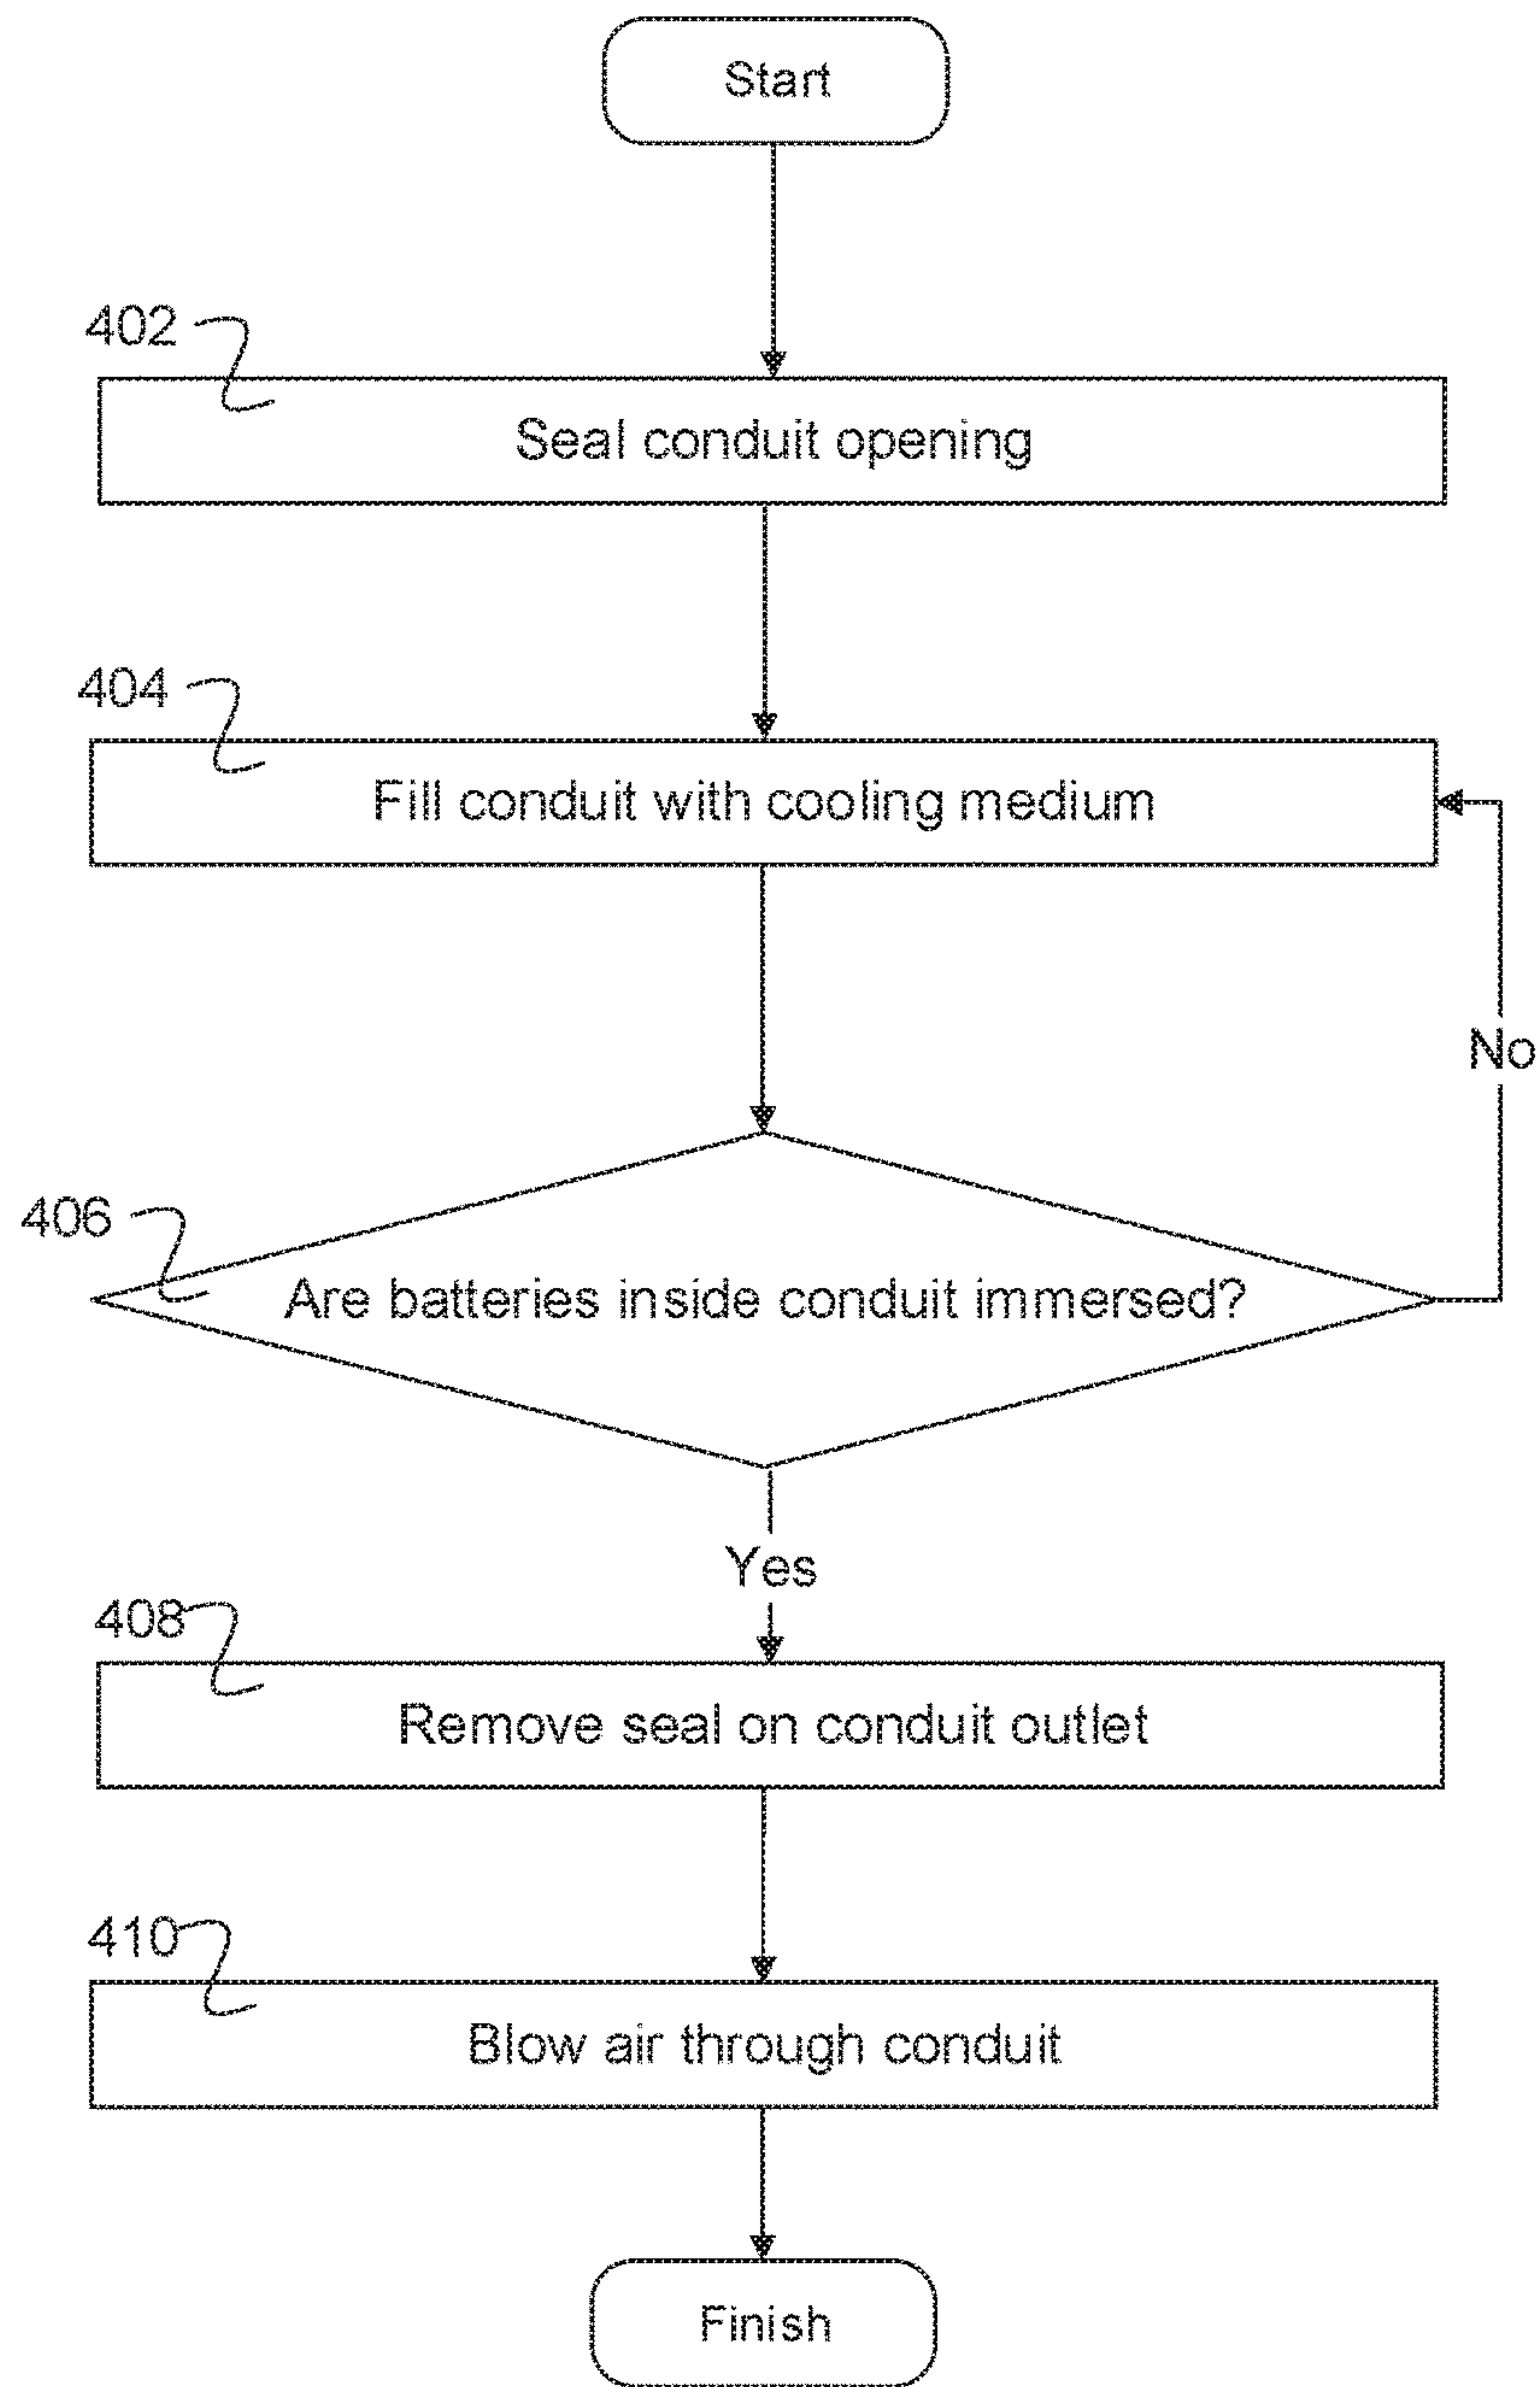 Start
402
Seal conduit opening
404
Fill conduit with cooling medium
No
406
Are batteries inside conduit immersed?
Yes
408
Remove seal on conduit outlet
410
Blow air through conduit
Finish